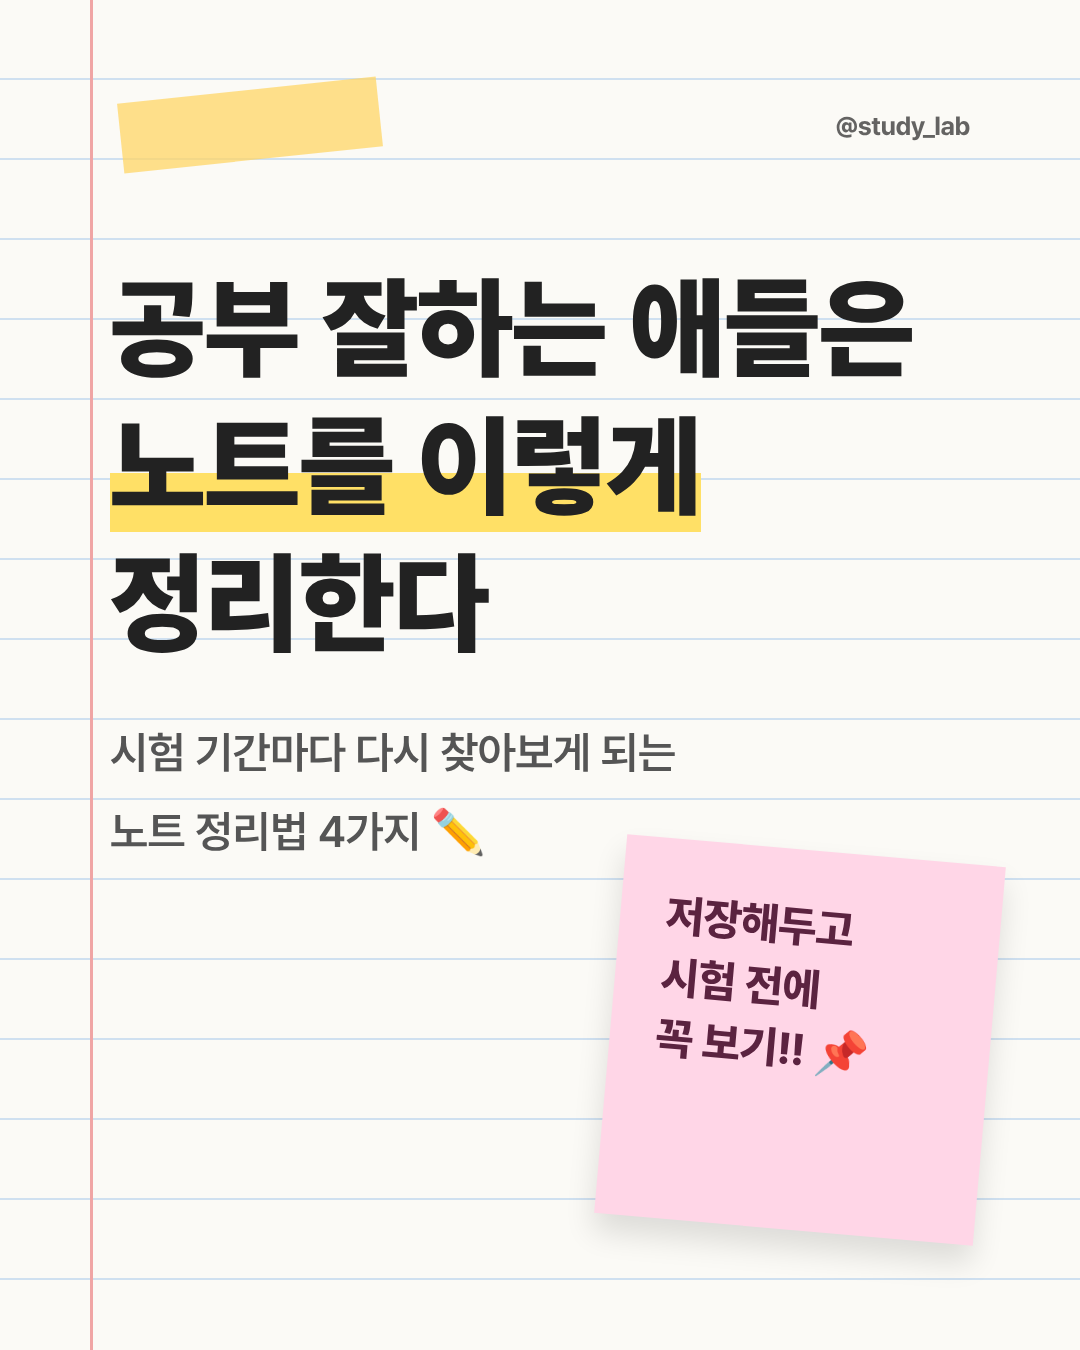 @study_lab
공부 잘하는 애들은
노트를 이렇게
정리한다
시험 기간마다 다시 찾아보게 되는
노트 정리법 4가지 ✏️
저장해두고
시험 전에
꼭 보기!! 📌